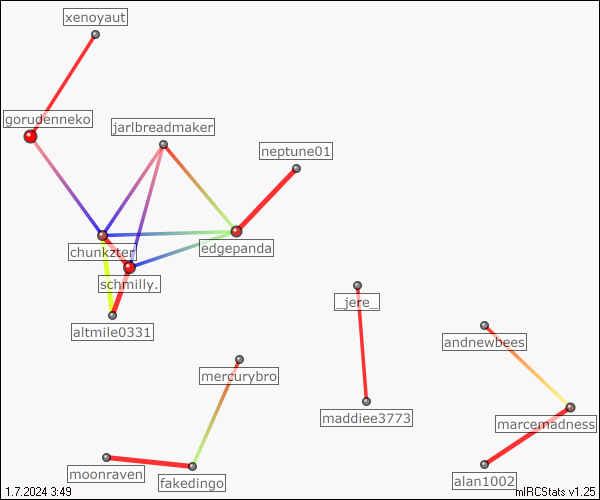 xenoyaut
gorudenneko
jarlbreadmaker
neptune01
edgepanda
chunkzter
schmilly.
_jere_
altmile0331
andnewbees
mercurybro
maddiee3773
marcemadness
moonraven
fakedingo
alan1002
1.7.2024 3:49
mIRCStats v1.25